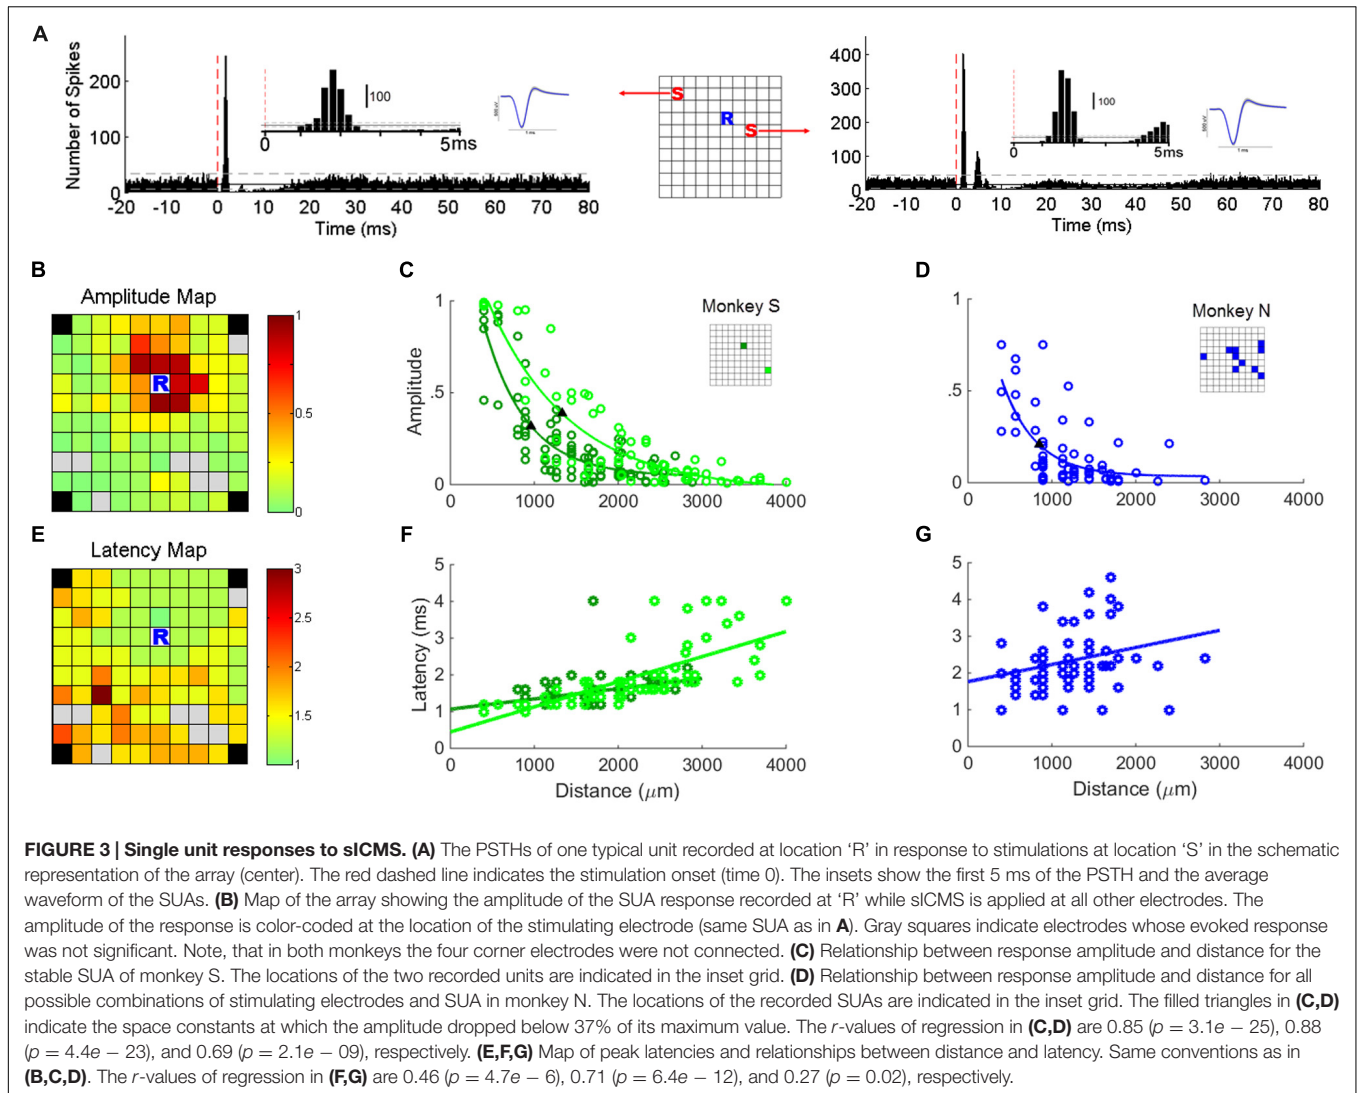 A
Number of Spikes
200
100
0
-20 -10 0 10 20 30 40 50 60 70 80
Time (ms)
100
0 5ms
500 uV
1 ms
S
R
S
400
300
200
100
0
-20 -10 0 10 20 30 40 50 60 70 80
Time (ms)
100
0 5ms
500 uV
1 ms
B
Amplitude Map
R
1
0.5
0
C
Amplitude
1
.5
0
0 1000 2000 3000 4000
Monkey S
D
1
.5
0
0 1000 2000 3000 4000
Monkey N
E
Latency Map
R
3
2
1.5
1
F
Latency (ms)
5
4
3
2
1
0
0 1000 2000 3000 4000
Distance (μm)
G
5
4
3
2
1
0
0 1000 2000 3000 4000
Distance (μm)
FIGURE 3 | Single unit responses to sICMS. (A) The PSTHs of one typical unit recorded at location ‘R’ in response to stimulations at location ‘S’ in the schematic
representation of the array (center). The red dashed line indicates the stimulation onset (time 0). The insets show the first 5 ms of the PSTH and the average
waveform of the SUAs. (B) Map of the array showing the amplitude of the SUA response recorded at ‘R’ while sICMS is applied at all other electrodes. The
amplitude of the response is color-coded at the location of the stimulating electrode (same SUA as in A). Gray squares indicate electrodes whose evoked response
was not significant. Note, that in both monkeys the four corner electrodes were not connected. (C) Relationship between response amplitude and distance for the
stable SUA of monkey S. The locations of the two recorded units are indicated in the inset grid. (D) Relationship between response amplitude and distance for all
possible combinations of stimulating electrodes and SUA in monkey N. The locations of the recorded SUAs are indicated in the inset grid. The filled triangles in (C,D)
indicate the space constants at which the amplitude dropped below 37% of its maximum value. The r-values of regression in (C,D) are 0.85 (p = 3.1e − 25), 0.88
(p = 4.4e − 23), and 0.69 (p = 2.1e − 09), respectively. (E,F,G) Map of peak latencies and relationships between distance and latency. Same conventions as in
(B,C,D). The r-values of regression in (F,G) are 0.46 (p = 4.7e − 6), 0.71 (p = 6.4e − 12), and 0.27 (p = 0.02), respectively.